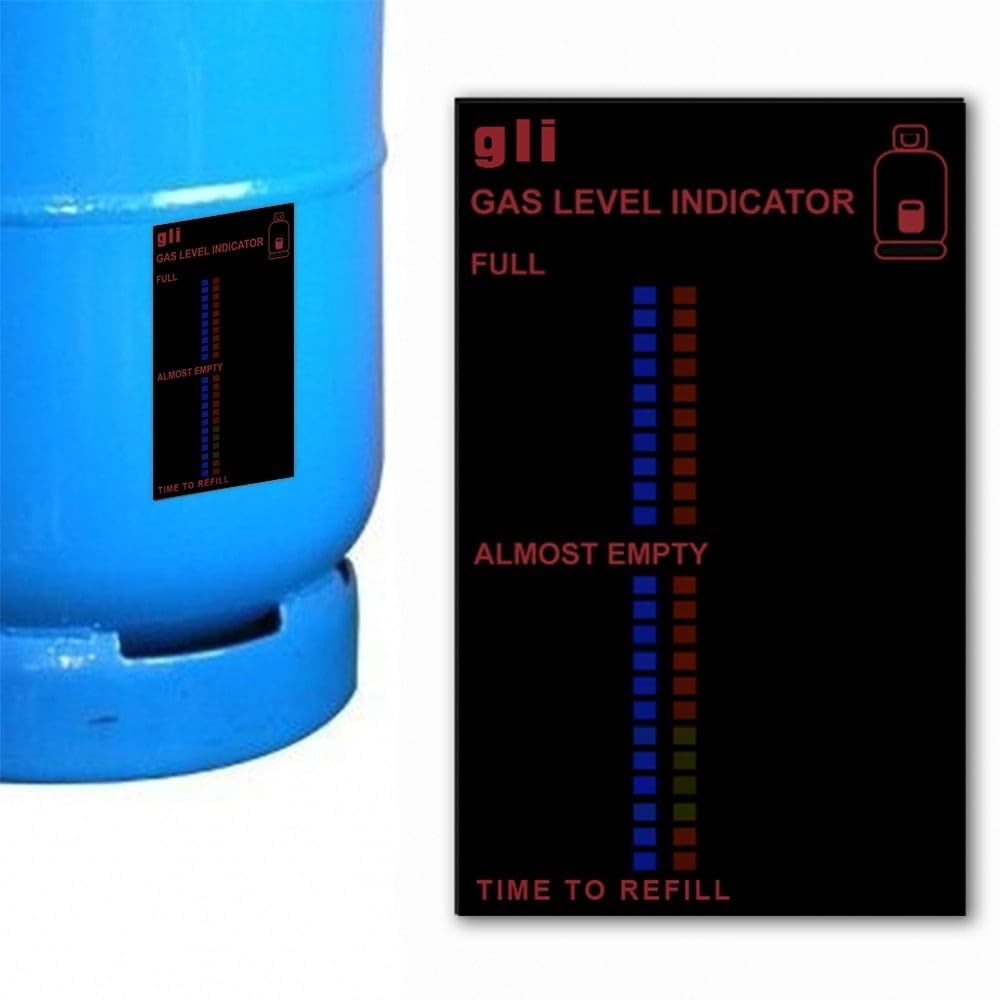 gli
GAS LEVEL INDICATOR
FULL
ALMOST EMPTY
TIME TO REFILL
gli
GAS LEVEL INDICATOR
FULL
ALMOST EMPTY
TIME TO REFILL